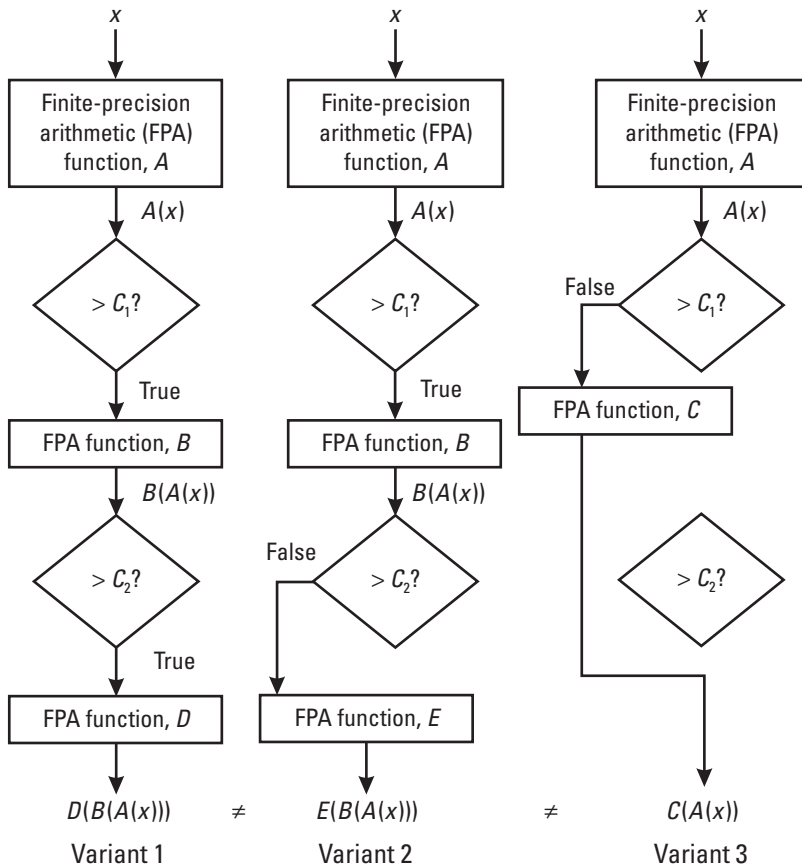 x
x
x
Finite-precision
arithmetic (FPA)
function, A
Finite-precision
arithmetic (FPA)
function, A
Finite-precision
arithmetic (FPA)
function, A
A(x)
A(x)
A(x)
> C₁?
> C₁?
False
> C₁?
True
True
FPA function, B
FPA function, B
FPA function, C
B(A(x))
B(A(x))
> C₂?
False
> C₂?
> C₂?
True
FPA function, D
FPA function, E
D(B(A(x))) ≠ E(B(A(x))) ≠ C(A(x))
Variant 1 Variant 2 Variant 3